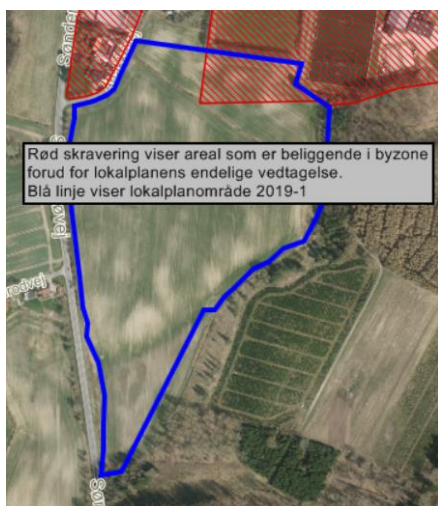 Rød skravering viser areal som er beliggende i byzone
forud for lokalplanens endelige vedtagelse.
Blå linje viser lokalplanområde 2019-1